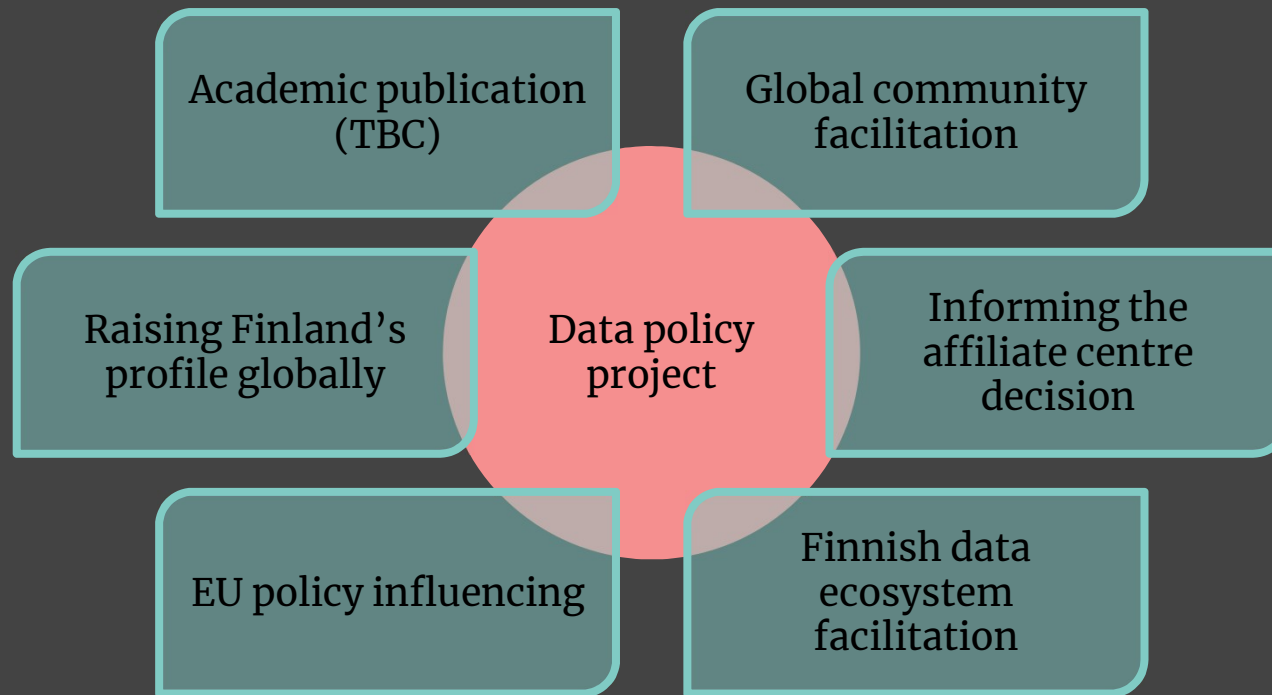 Academic publication
(TBC)
Global community
facilitation
Raising Finland’s
profile globally
Data policy
project
Informing the
affiliate centre
decision
EU policy influencing
Finnish data
ecosystem
facilitation